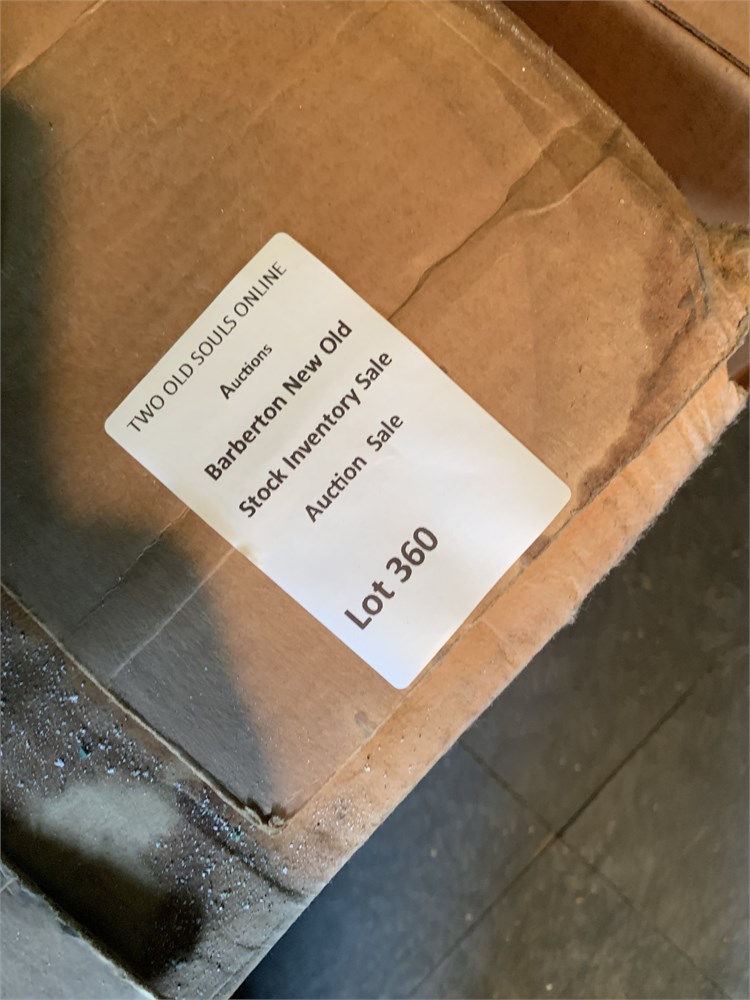 TWO OLD SOULS ONLINE
Auctions
Barberton New Old
Stock Inventory Sale
Auction Sale
Lot 360